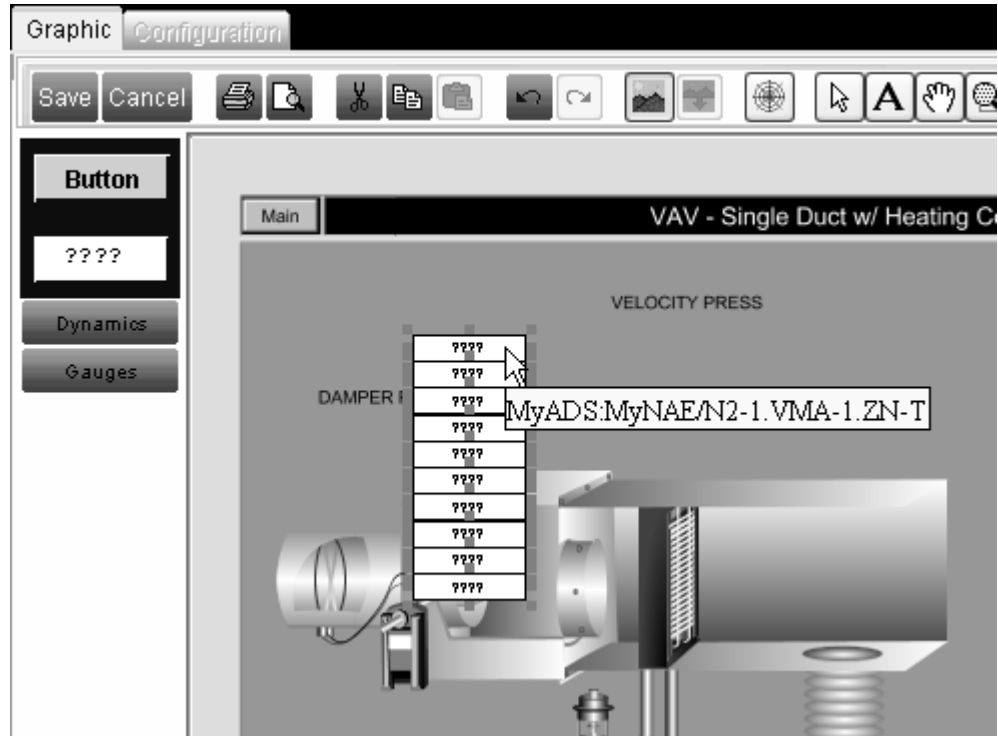 Graphic Configuration
Save Cancel A
Button
????
Dynamics
Gauges
Main VAV - Single Duct w/ Heating
VELOCITY PRESS
DAMPER
????
????
????
MyADS:MyNAE/N2-1.VMA-1.ZN-T
????
????
????
????
????
????
????